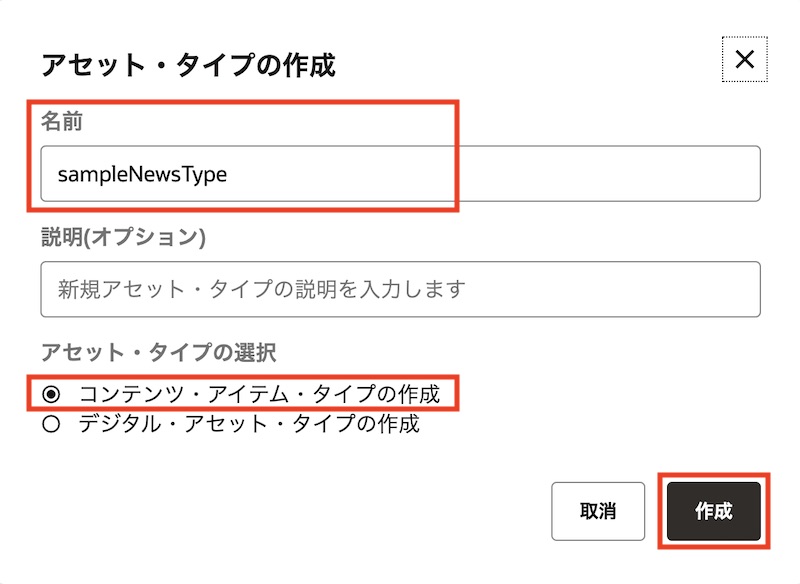 アセット・タイプの作成
名前
sampleNewsType
説明(オプション)
新規アセット・タイプの説明を入力します
アセット・タイプの選択
コンテンツ・アイテム・タイプの作成
デジタル・アセット・タイプの作成
取消
作成